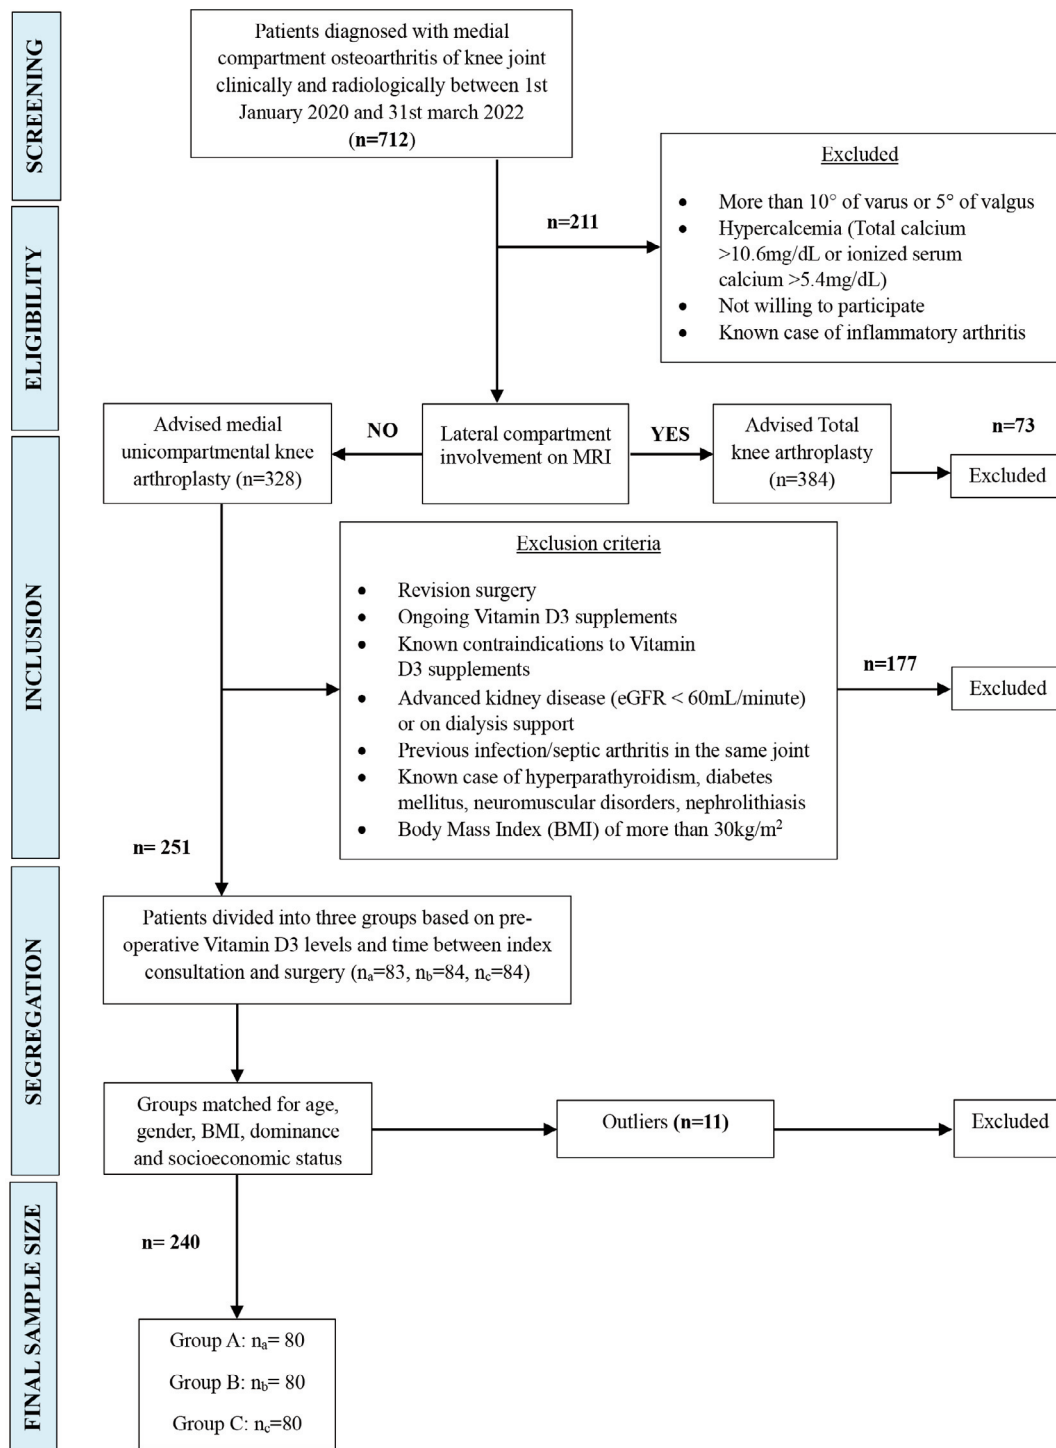 SCREENING
Patients diagnosed with medial
compartment osteoarthritis of knee joint
clinically and radiologically between 1st
January 2020 and 31st march 2022
(n=712)
Excluded
• More than 10° of varus or 5° of valgus
• Hypercalcemia (Total calcium
>10.6mg/dL or ionized serum
calcium >5.4mg/dL)
• Not willing to participate
• Known case of inflammatory arthritis
n=211
ELIGIBILITY
Advised medial
unicompartmental knee
arthroplasty (n=328)
NO
Lateral compartment
involvement on MRI
YES
Advised Total
knee arthroplasty
(n=384)
n=73
Excluded
INCLUSION
Exclusion criteria
• Revision surgery
• Ongoing Vitamin D3 supplements
• Known contraindications to Vitamin
D3 supplements
• Advanced kidney disease (eGFR < 60mL/minute)
or on dialysis support
• Previous infection/septic arthritis in the same joint
• Known case of hyperparathyroidism, diabetes
mellitus, neuromuscular disorders, nephrolithiasis
• Body Mass Index (BMI) of more than 30kg/m²
n=177
Excluded
n= 251
SEGREGATION
Patients divided into three groups based on pre-
operative Vitamin D3 levels and time between index
consultation and surgery (na=83, nb=84, nc=84)
Groups matched for age,
gender, BMI, dominance
and socioeconomic status
Outliers (n=11)
Excluded
FINAL SAMPLE SIZE
n= 240
Group A: na= 80
Group B: nb= 80
Group C: nc=80